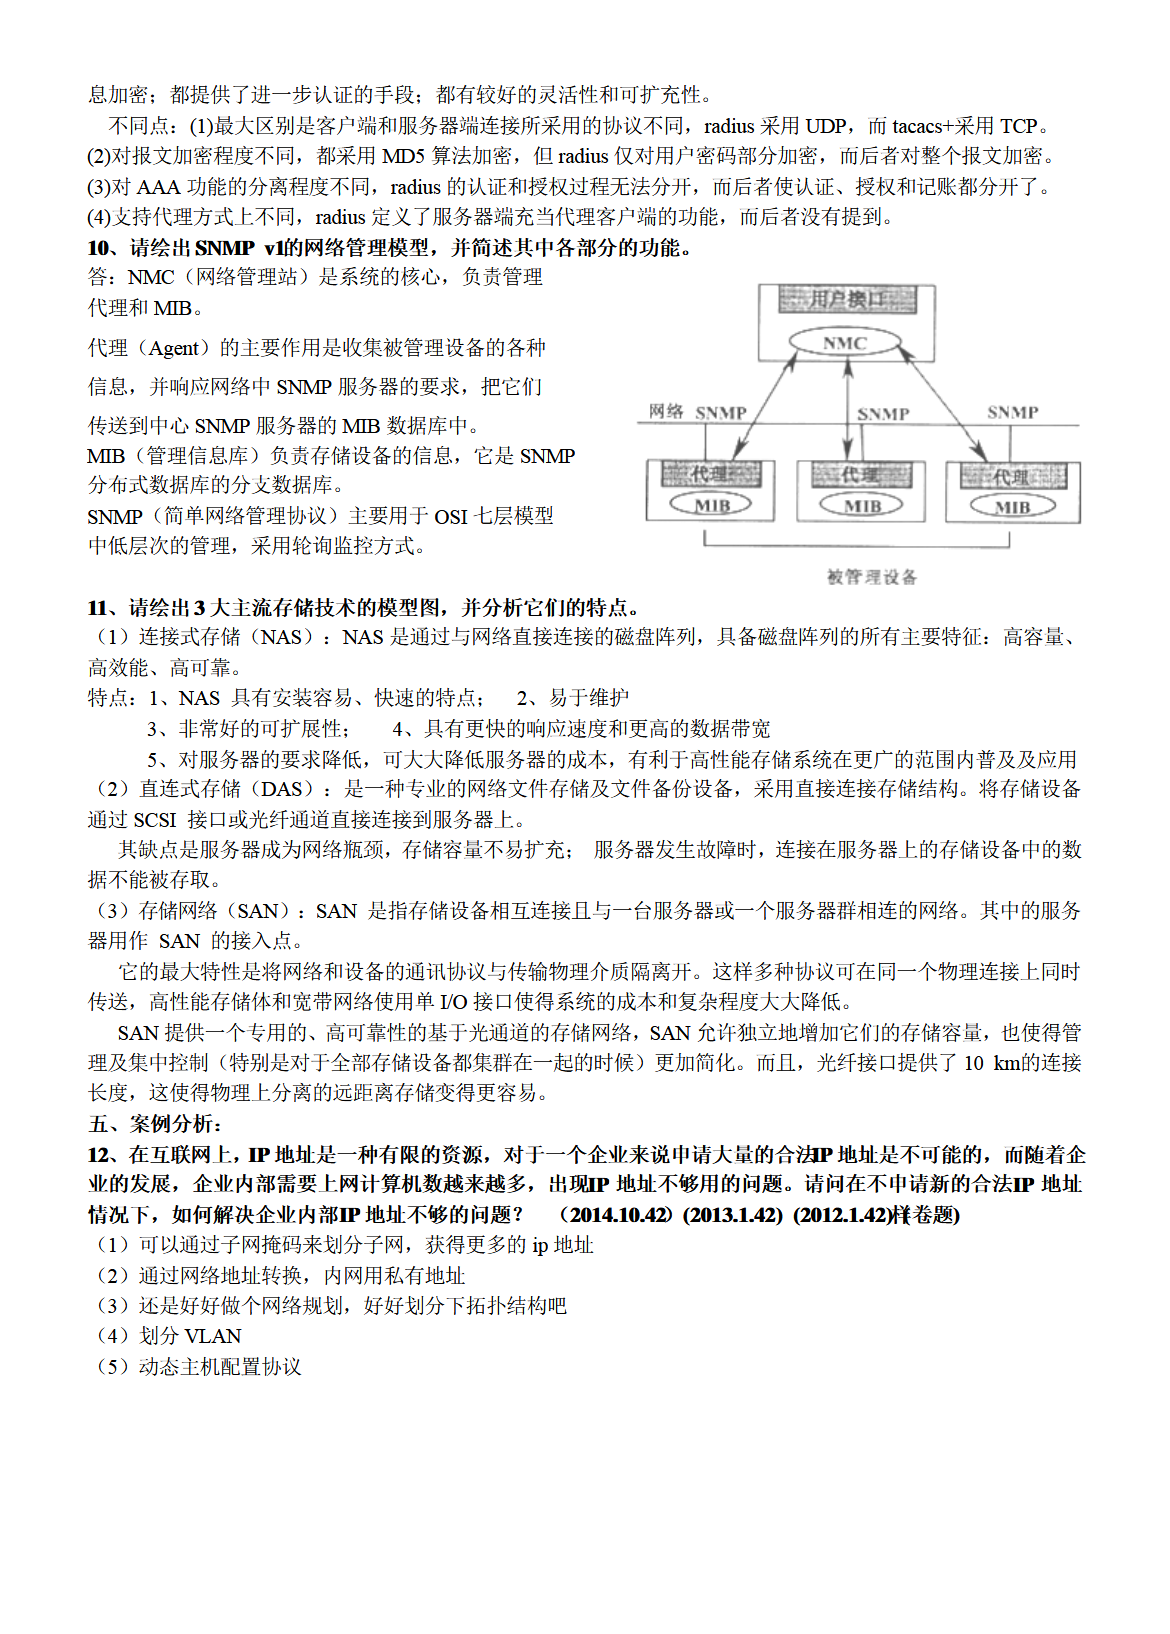 息加密；都提供了进一步认证的手段；都有较好的灵活性和可扩充性。
不同点：(1)最大区别是客户端和服务器端连接所采用的协议不同，radius 采用 UDP，而 tacacs+采用 TCP。
(2)对报文加密程度不同，都采用 MD5 算法加密，但 radius 仅对用户密码部分加密，而后者对整个报文加密。
(3)对 AAA 功能的分离程度不同，radius 的认证和授权过程无法分开，而后者使认证、授权和记账都分开了。
(4)支持代理方式上不同，radius 定义了服务器端充当代理客户端的功能，而后者没有提到。
10、请绘出 SNMP v1的网络管理模型，并简述其中各部分的功能。
答：NMC（网络管理站）是系统的核心，负责管理
代理和 MIB。
代理（Agent）的主要作用是收集被管理设备的各种
信息，并响应网络中 SNMP 服务器的要求，把它们
传送到中心 SNMP 服务器的 MIB 数据库中。
MIB（管理信息库）负责存储设备的信息，它是 SNMP
分布式数据库的分支数据库。
SNMP（简单网络管理协议）主要用于 OSI 七层模型
中低层次的管理，采用轮询监控方式。
用户接口
NMC
网络 SNMP SNMP SNMP
代理 代理 代理
MIB MIB MIB
被管理设备
11、请绘出 3 大主流存储技术的模型图，并分析它们的特点。
（1）连接式存储（NAS）：NAS 是通过与网络直接连接的磁盘阵列，具备磁盘阵列的所有主要特征：高容量、
高效能、高可靠。
特点：1、NAS 具有安装容易、快速的特点； 2、易于维护
3、非常好的可扩展性； 4、具有更快的响应速度和更高的数据带宽
5、对服务器的要求降低，可大大降低服务器的成本，有利于高性能存储系统在更广的范围内普及及应用
（2）直连式存储（DAS）：是一种专业的网络文件存储及文件备份设备，采用直接连接存储结构。将存储设备
通过 SCSI 接口或光纤通道直接连接到服务器上。
其缺点是服务器成为网络瓶颈，存储容量不易扩充； 服务器发生故障时，连接在服务器上的存储设备中的数
据不能被存取。
（3）存储网络（SAN）：SAN 是指存储设备相互连接且与一台服务器或一个服务器群相连的网络。其中的服务
器用作 SAN 的接入点。
它的最大特性是将网络和设备的通讯协议与传输物理介质隔离开。这样多种协议可在同一个物理连接上同时
传送，高性能存储体和宽带网络使用单 I/O 接口使得系统的成本和复杂程度大大降低。
SAN 提供一个专用的、高可靠性的基于光通道的存储网络，SAN 允许独立地增加它们的存储容量，也使得管
理及集中控制（特别是对于全部存储设备都集群在一起的时候）更加简化。而且，光纤接口提供了 10 km的连接
长度，这使得物理上分离的远距离存储变得更容易。
五、案例分析：
12、在互联网上，IP 地址是一种有限的资源，对于一个企业来说申请大量的合法IP 地址是不可能的，而随着企
业的发展，企业内部需要上网计算机数越来越多，出现IP 地址不够用的问题。请问在不申请新的合法IP 地址
情况下，如何解决企业内部IP 地址不够的问题？ （2014.10.42）(2013.1.42) (2012.1.42)(样卷题)
（1）可以通过子网掩码来划分子网，获得更多的 ip 地址
（2）通过网络地址转换，内网用私有地址
（3）还是好好做个网络规划，好好划分下拓扑结构吧
（4）划分 VLAN
（5）动态主机配置协议